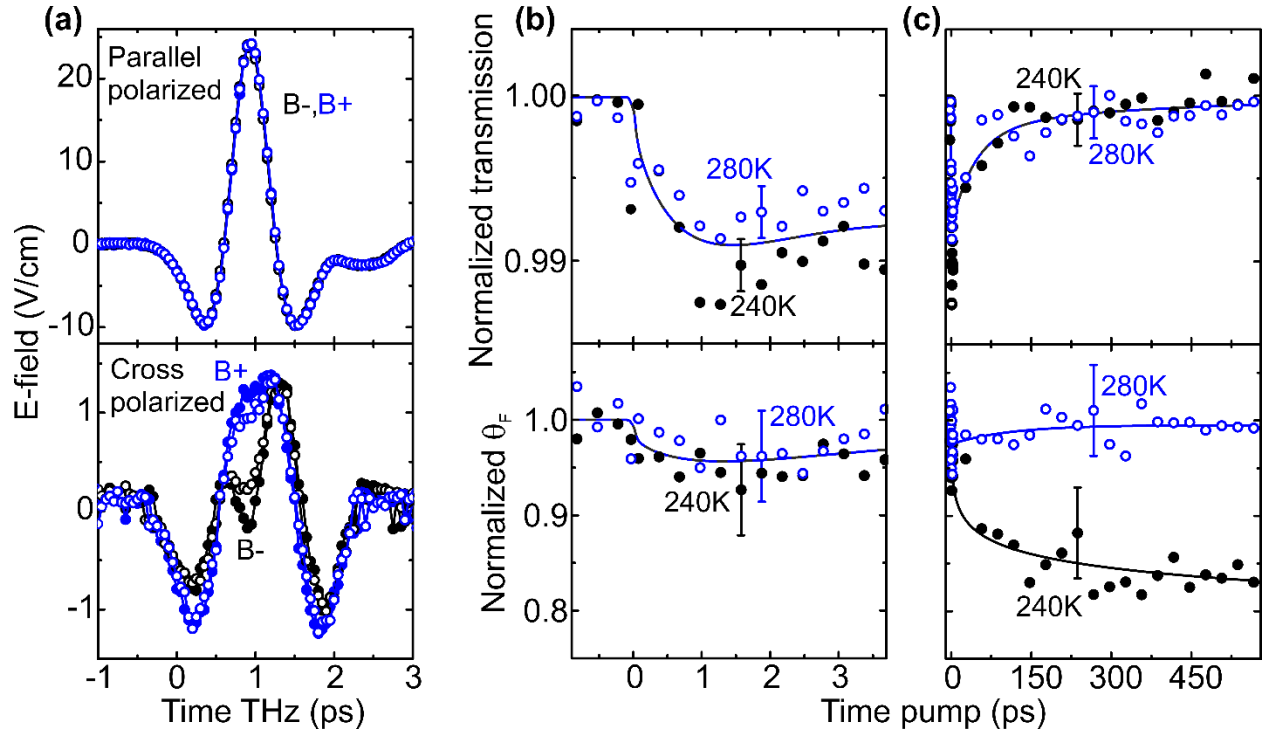 (a)
(b)
(c)
E-field (V/cm)
20
10
0
-10
Parallel
polarized
B-,B+
1
0
-1
Cross
polarized
B+
B-
-1 0 1 2 3
Time THz (ps)
Normalized transmission
1.00
0.99
280K
240K
Normalized θF
1.0
0.9
0.8
280K
240K
0 1 2 3
240K
280K
280K
240K
0 150 300 450
Time pump (ps)